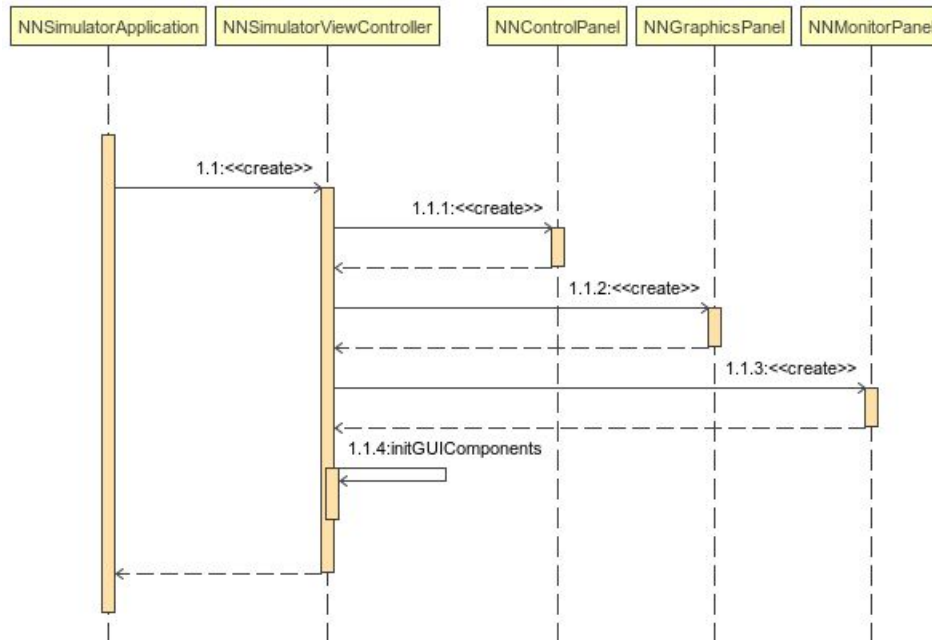 NNSimulatorApplication
NNSimulatorViewController
NNControlPanel
NNGraphicsPanel
NNMonitorPanel
1.1:<<create>>
1.1.1:<<create>>
1.1.2:<<create>>
1.1.3:<<create>>
1.1.4:initGUIComponents